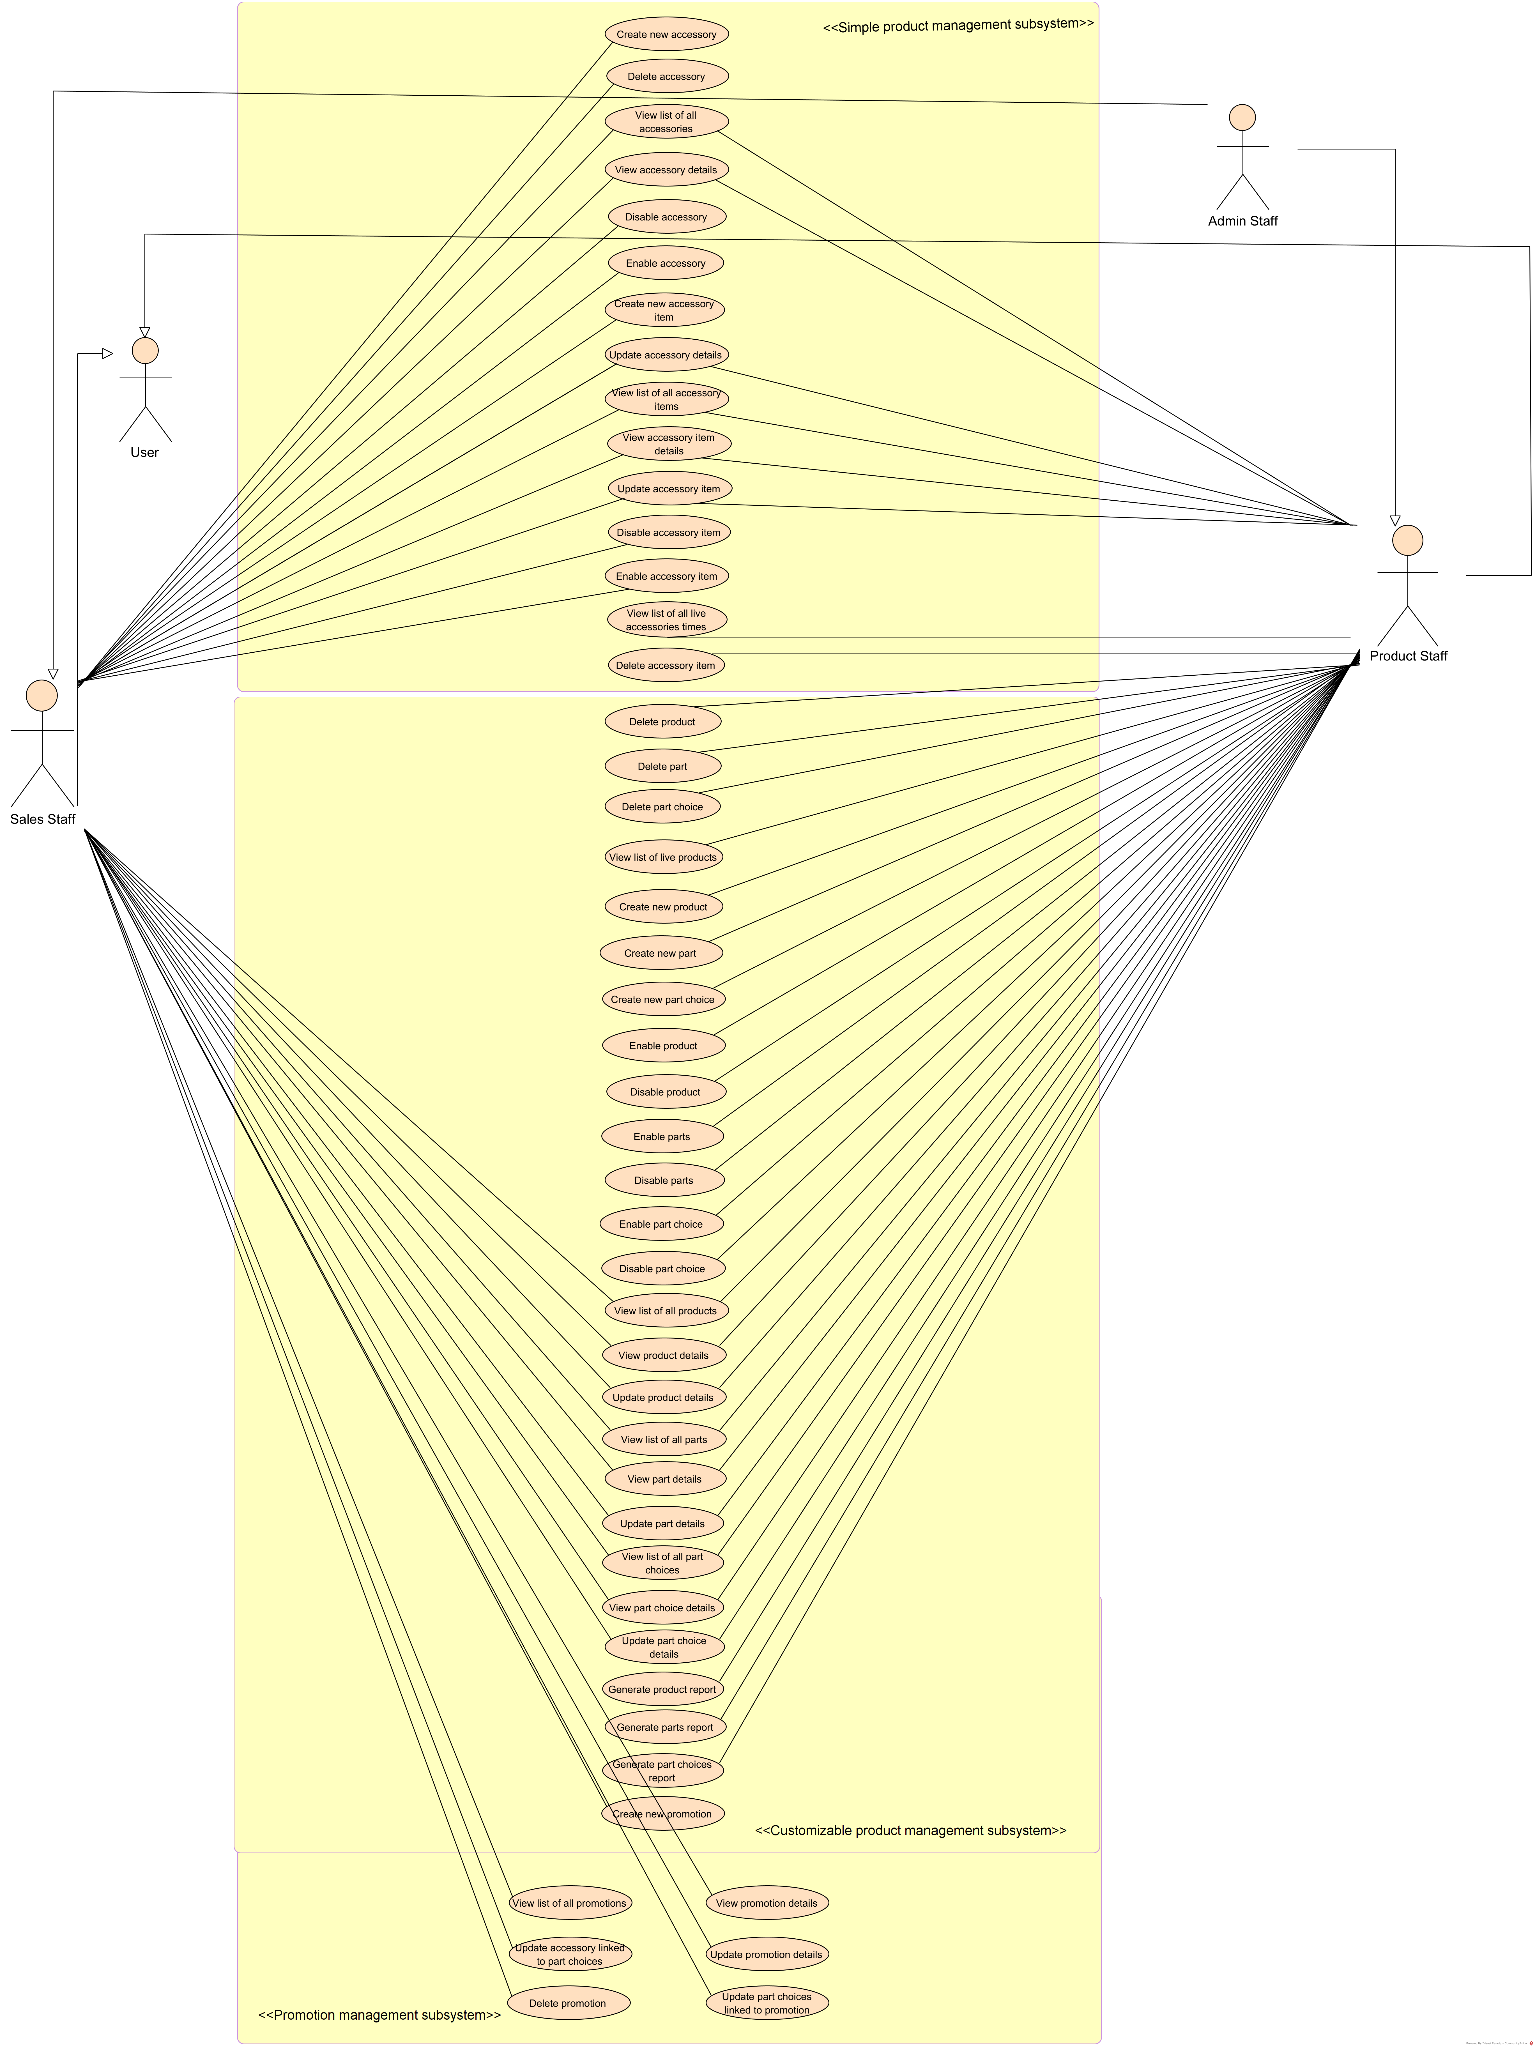 <<Simple product management subsystem>>
Create new accessory
Delete accessory
View list of all
accessories
View accessory details
Disable accessory
Admin Staff
Enable accessory
Create new accessory
item
Update accessory details
View list of all accessory
items
View accessory item
details
User
Update accessory item
Disable accessory item
Enable accessory item
View list of all live
accessories times
Product Staff
Delete accessory item
Delete product
Delete part
Delete part choice
Sales Staff
View list of live products
Create new product
Create new part
Create new part choice
Enable product
Disable product
Enable parts
Disable parts
Enable part choice
Disable part choice
View list of all products
View product details
Update product details
View list of all parts
View part details
Update part details
View list of all part
choices
View part choice details
Update part choice
details
Generate product report
Generate parts report
Generate part choices
report
Create new promotion
<<Customizable product management subsystem>>
View list of all promotions
View promotion details
Update accessory linked
to part choices
Update promotion details
Delete promotion
Update part choices
linked to promotion
<<Promotion management subsystem>>